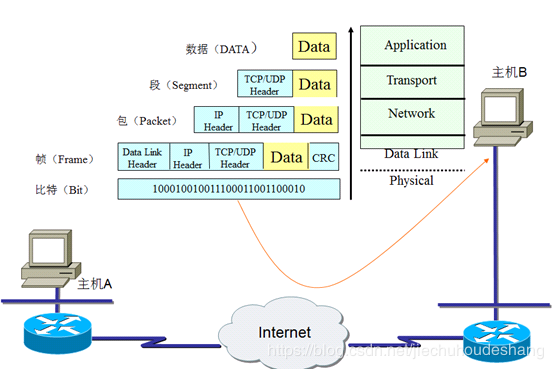 数据（DATA）
Data
段（Segment）
TCP/UDP
Header
Data
包（Packet）
IP
Header
TCP/UDP
Header
Data
帧（Frame）
Data Link
Header
IP
Header
TCP/UDP
Header
Data
CRC
比特（Bit）
10001001001110001100110001​0
Application
Transport
Network
Data Link
Physical
主机B
主机A
Internet
https://blog.csdn.net/jiechuhoudeshang